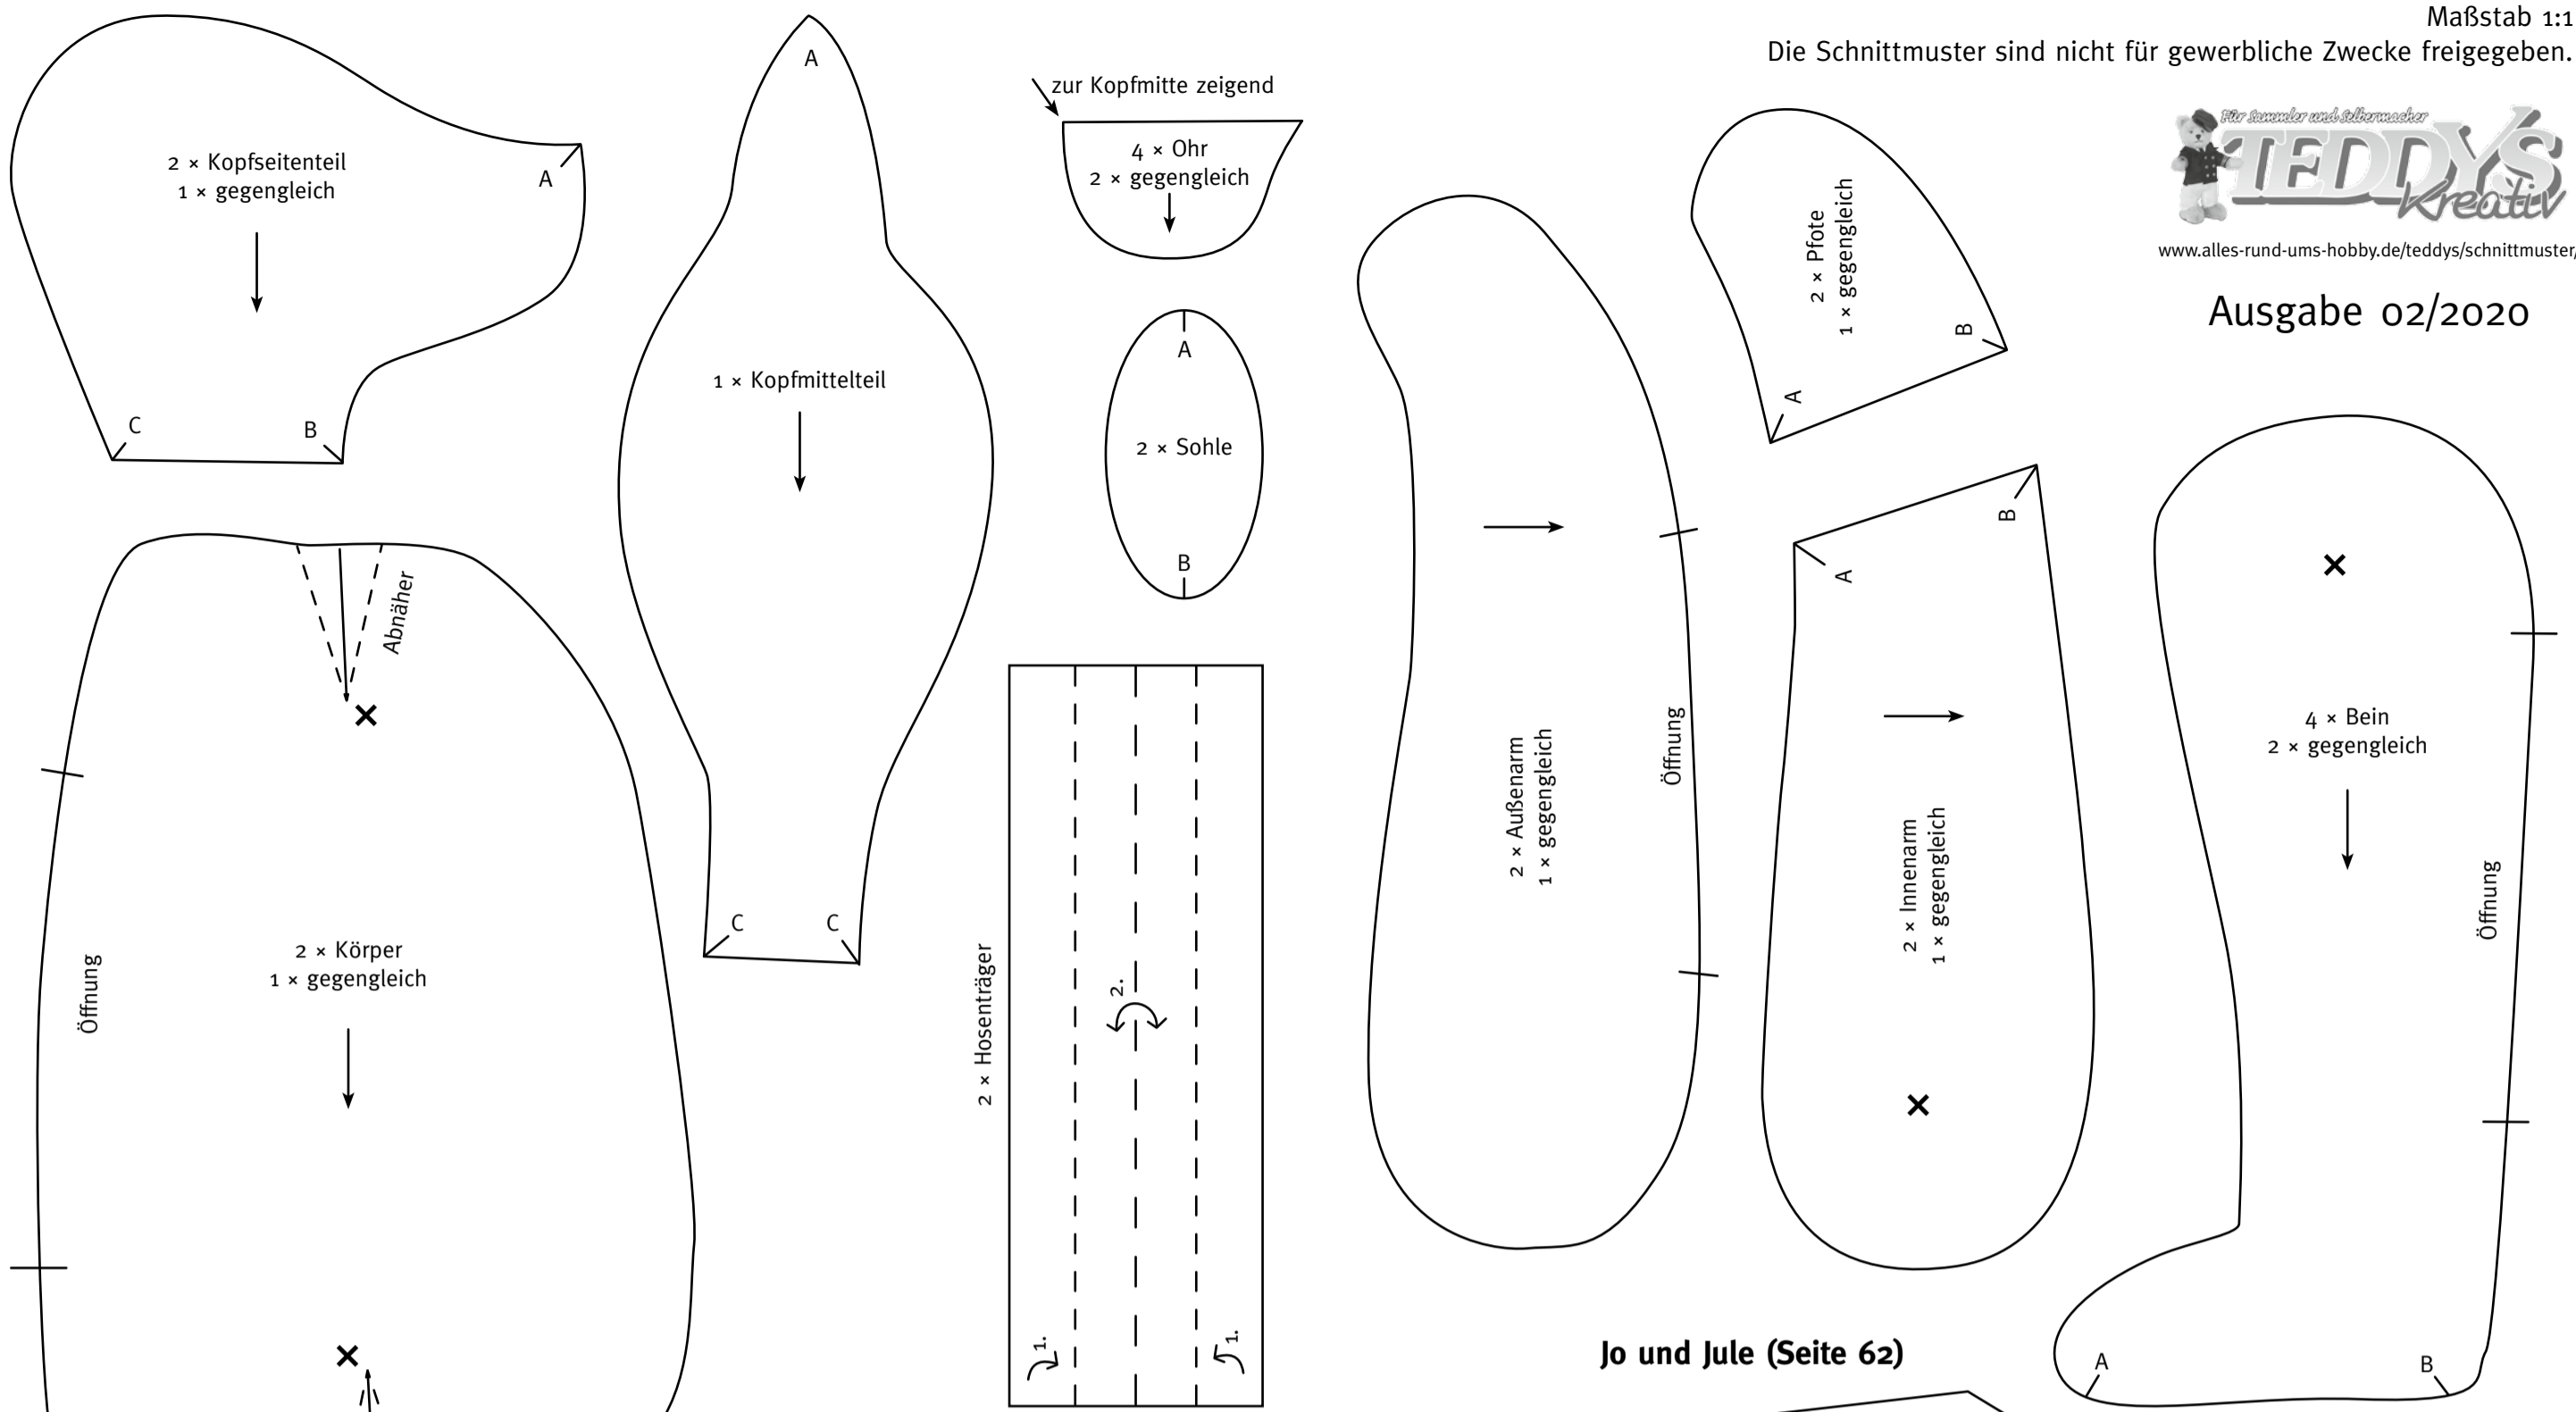 Maßstab 1:1
Die Schnittmuster sind nicht für gewerbliche Zwecke freigegeben.
Für Sammler und Selbermacher
TEDDYS
Kreativ
www.alles-rund-ums-hobby.de/teddys/schnittmuster/
Ausgabe 02/2020
2 × Kopfseitenteil
1 × gegengleich
A
B
C
A
1 × Kopfmittelteil
C
C
zur Kopfmitte zeigend
4 × Ohr
2 × gegengleich
A
2 × Sohle
B
2 × Pfote
1 × gegengleich
A
B
Abnäher
Öffnung
2 × Körper
1 × gegengleich
2 × Hosenträger
2.
1.
1.
2 × Außenarm
1 × gegengleich
Öffnung
A
B
2 × Innenarm
1 × gegengleich
4 × Bein
2 × gegengleich
Öffnung
A
B
Jo und Jule (Seite 62)